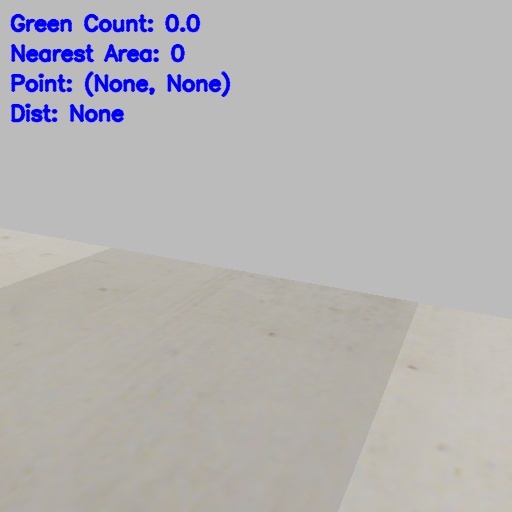 Green Count: 0.0
Nearest Area: 0
Point: (None, None)
Dist: None